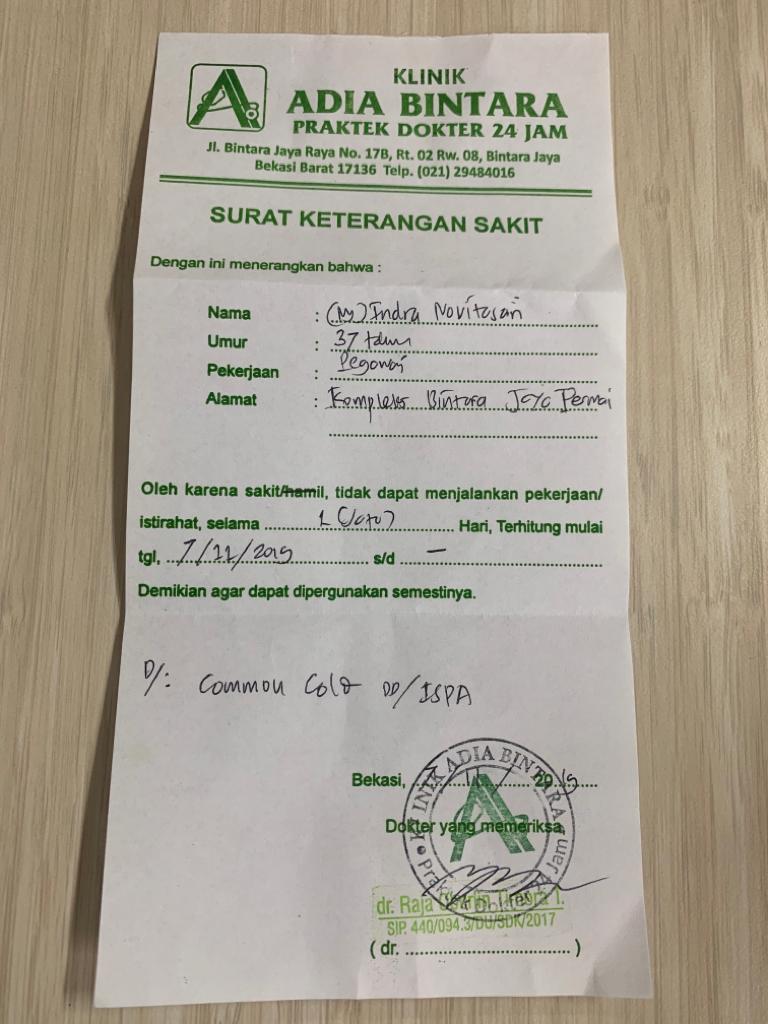 KLINIK
ADIA BINTARA
PRAKTEK DOKTER 24 JAM
Jl. Bintara Jaya Raya No. 17B, Rt. 02 Rw. 08, Bintara Jaya
Bekasi Barat 17136 Telp. (021) 29484016
SURAT KETERANGAN SAKIT
Dengan ini menerangkan bahwa :
Nama : (Ny) Indra Novitasari
Umur : 37 tahun
Pekerjaan : Pegawai
Alamat : Kompleks Bintara Jaya Permai
Oleh karena sakit/hamil, tidak dapat menjalankan pekerjaan/
istirahat, selama 1 (satu) Hari, Terhitung mulai
tgl, 7/11/2019 s/d –
Demikian agar dapat dipergunakan semestinya.
D/: Common Cold DD/ISPA
Bekasi, 7/11/ 2019
Dokter yang memeriksa,
KLINIK ADIA BINTARA
Praktek Dokter 24 Jam
dr. Raja
SIP. 440/094.3/DU/SDK/2017
( dr. )